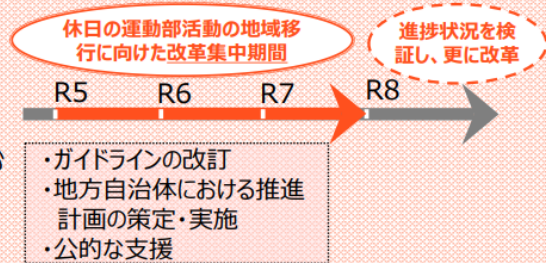 休日の運動部活動の地域移
行に向けた改革集中期間
進捗状況を検
証し、更に改革
R5 R6 R7 R8
・ガイドラインの改訂
・地方自治体における推進
計画の策定・実施
・公的な支援